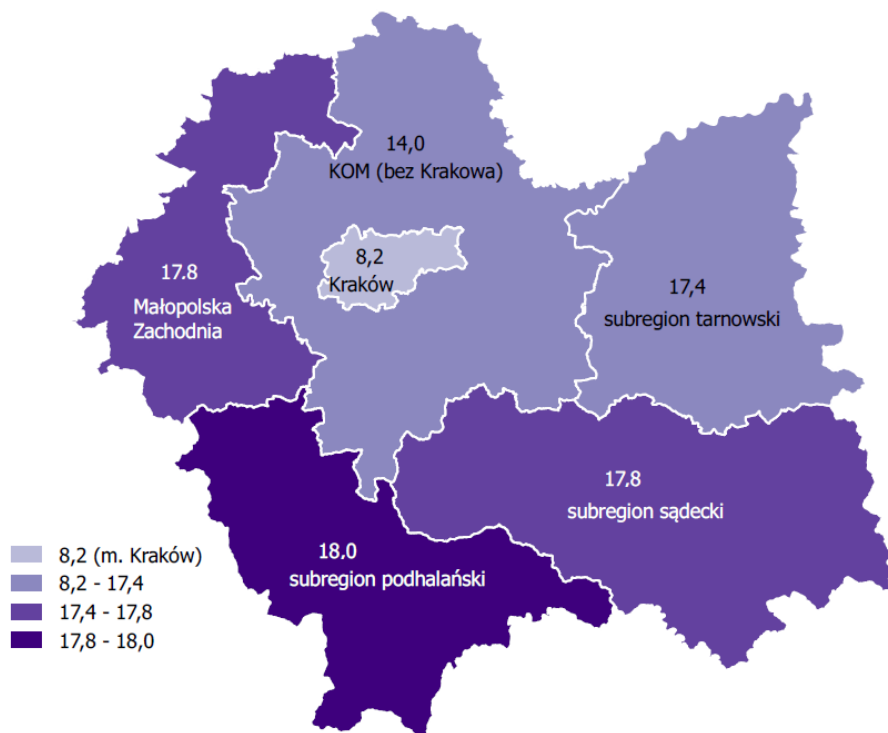 14,0
KOM (bez Krakowa)
8,2
Kraków
17.8
Małopolska
Zachodnia
17,4
subregion tarnowski
17,8
subregion sądecki
18,0
subregion podhalański
8,2 (m. Kraków)
8,2 - 17,4
17,4 - 17,8
17,8 - 18,0